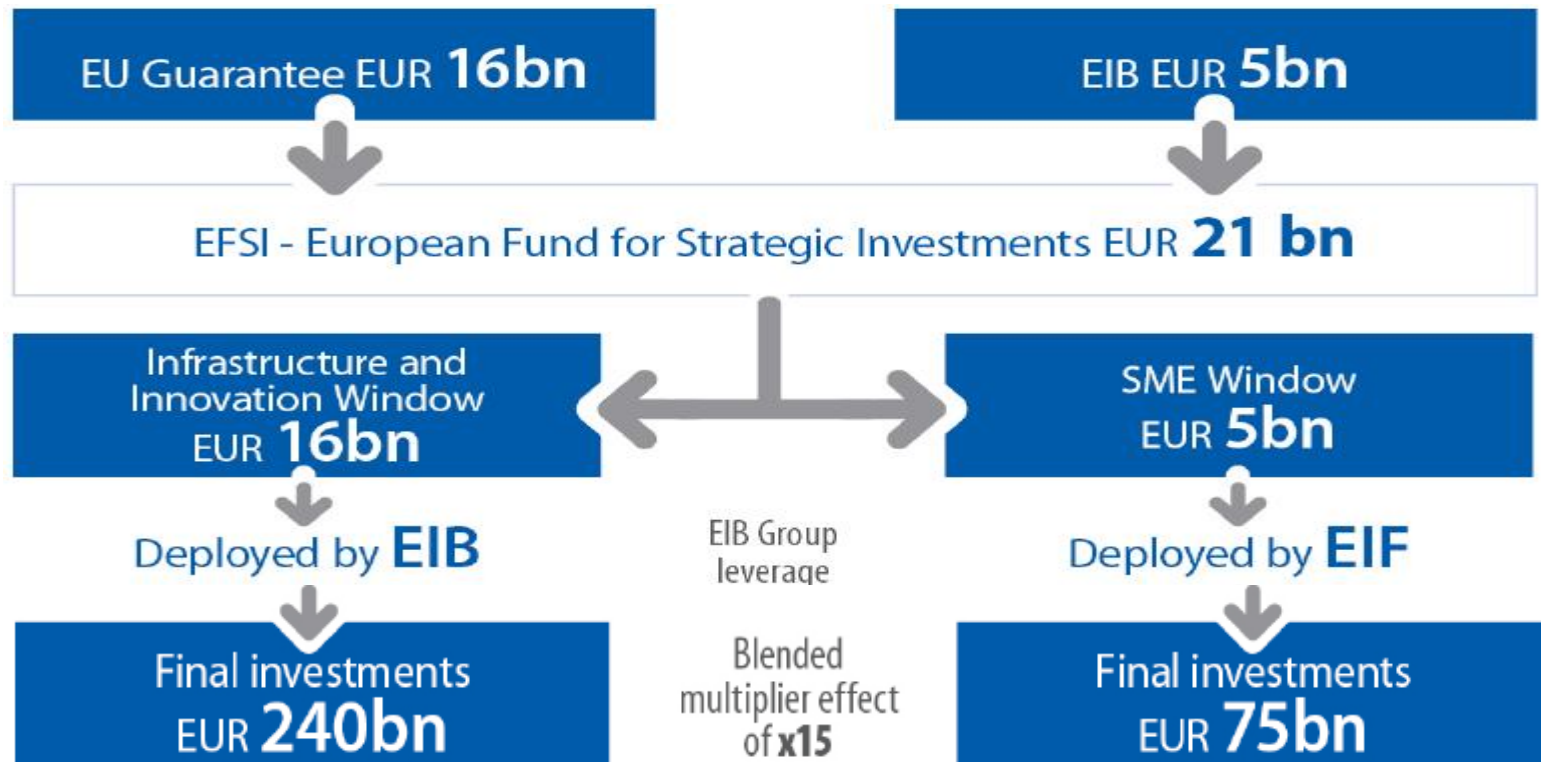 EU Guarantee EUR 16bn
EIB EUR 5bn
EFSI - European Fund for Strategic Investments EUR 21 bn
Infrastructure and
Innovation Window
EUR 16bn
SME Window
EUR 5bn
Deployed by EIB
EIB Group
leverage
Deployed by EIF
Final investments
EUR 240bn
Blended
multiplier effect
of x15
Final investments
EUR 75bn